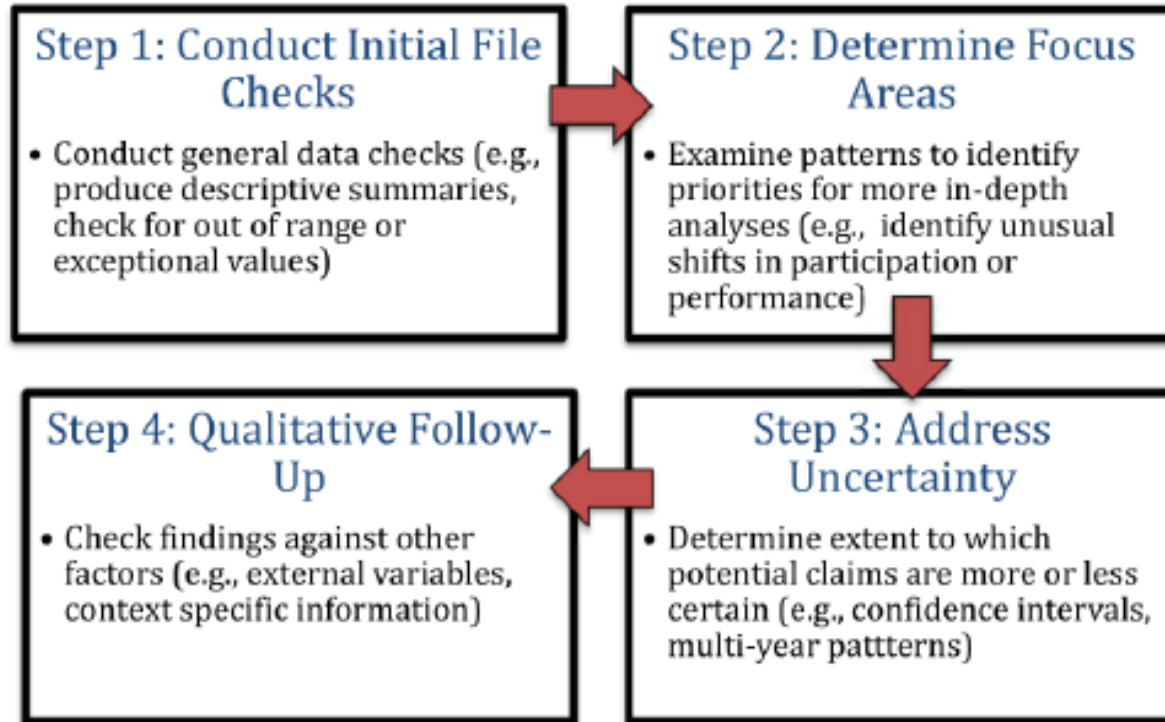 Step 1: Conduct Initial File
Checks
• Conduct general data checks (e.g.,
produce descriptive summaries,
check for out of range or
exceptional values)
Step 2: Determine Focus
Areas
• Examine patterns to identify
priorities for more in-depth
analyses (e.g., identify unusual
shifts in participation or
performance)
Step 3: Address
Uncertainty
• Determine extent to which
potential claims are more or less
certain (e.g., confidence intervals,
multi-year pattterns)
Step 4: Qualitative Follow-
Up
• Check findings against other
factors (e.g., external variables,
context specific information)